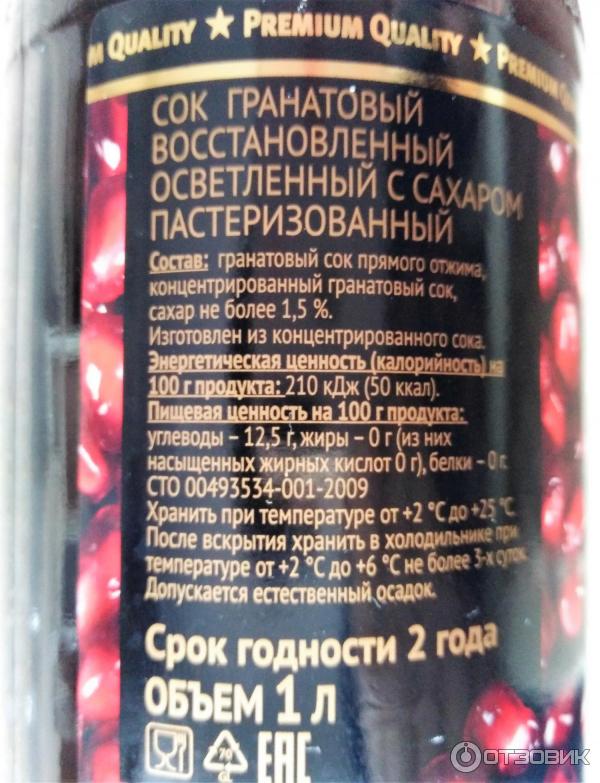 M QUALITY ★ PREMIUM QUALITY ★ PREMIUM QUA
СОК ГРАНАТОВЫЙ
ВОССТАНОВЛЕННЫЙ
ОСВЕТЛЕННЫЙ С САХАРОМ
ПАСТЕРИЗОВАННЫЙ
Состав: гранатовый сок прямого отжима,
концентрированный гранатовый сок,
сахар не более 1,5 %.
Изготовлен из концентрированного сока.
Энергетическая ценность (калорийность) на
100 г продукта: 210 кДж (50 ккал).
Пищевая ценность на 100 г продукта:
углеводы – 12,5 г, жиры – 0 г (из них
насыщенных жирных кислот 0 г), белки – 0 г.
СТО 00493534-001-2009
Хранить при температуре от +2 °С до +25 °С
После вскрытия хранить в холодильнике при
температуре от +2 °С до +6 °С не более 3-х суток.
Допускается естественный осадок.
Срок годности 2 года
ОБЪЕМ 1 л
70
GL
EAC
ОТЗОВИК